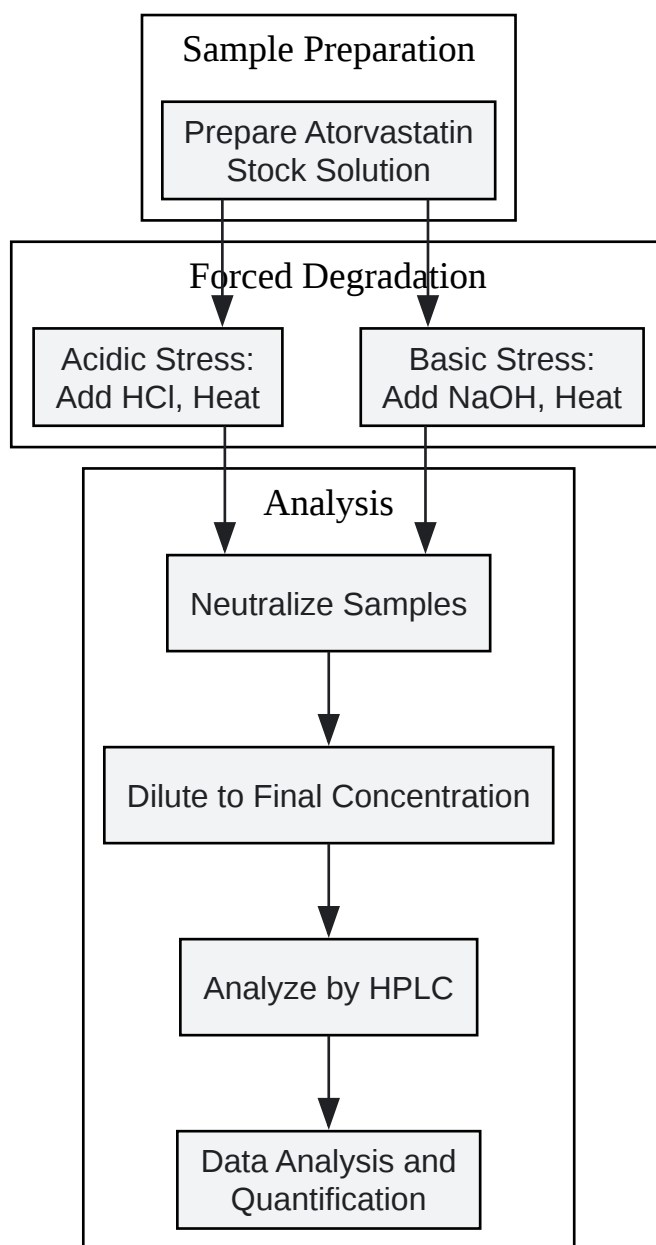 Sample Preparation
Prepare Atorvastatin
Stock Solution
Forced Degradation
Acidic Stress:
Add HCl, Heat
Basic Stress:
Add NaOH, Heat
Analysis
Neutralize Samples
Dilute to Final Concentration
Analyze by HPLC
Data Analysis and
Quantification